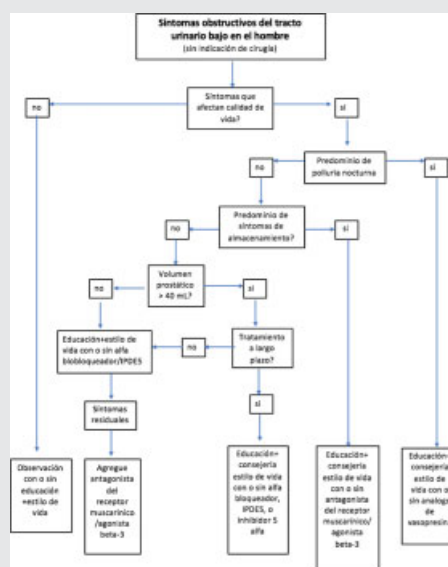 Síntomas obstructivos del tracto
urinario bajo en el hombre
(sin indicación de cirugía)
no
Síntomas que
afectan calidad de
vida?
sí
no
Predominio de
poliuria nocturna
sí
no
Predominio de
síntomas de
almacenamiento?
sí
no
Volumen
prostático
> 40 mL?
sí
Educación+estilo de
vida con o sin alfa
blobloqueador/IPDES
no
Tratamiento
a largo
plazo?
Síntomas
residuales
sí
Observación
con o sin
educación
+estilo de
vida
Agregue
antagonista
del receptor
muscarínico
/agonista
beta-3
Educación+
consejería
estilo de vida
con o sin alfa
bloqueador,
IPDES, o
inhibidor 5
alfa
Educación+
consejería
estilo de vida
con o sin
antagonista
del receptor
muscarínico/
agonista
beta-3
Educación+
consejería
estilo de
vida con o
sin analogo
de
vasapresina